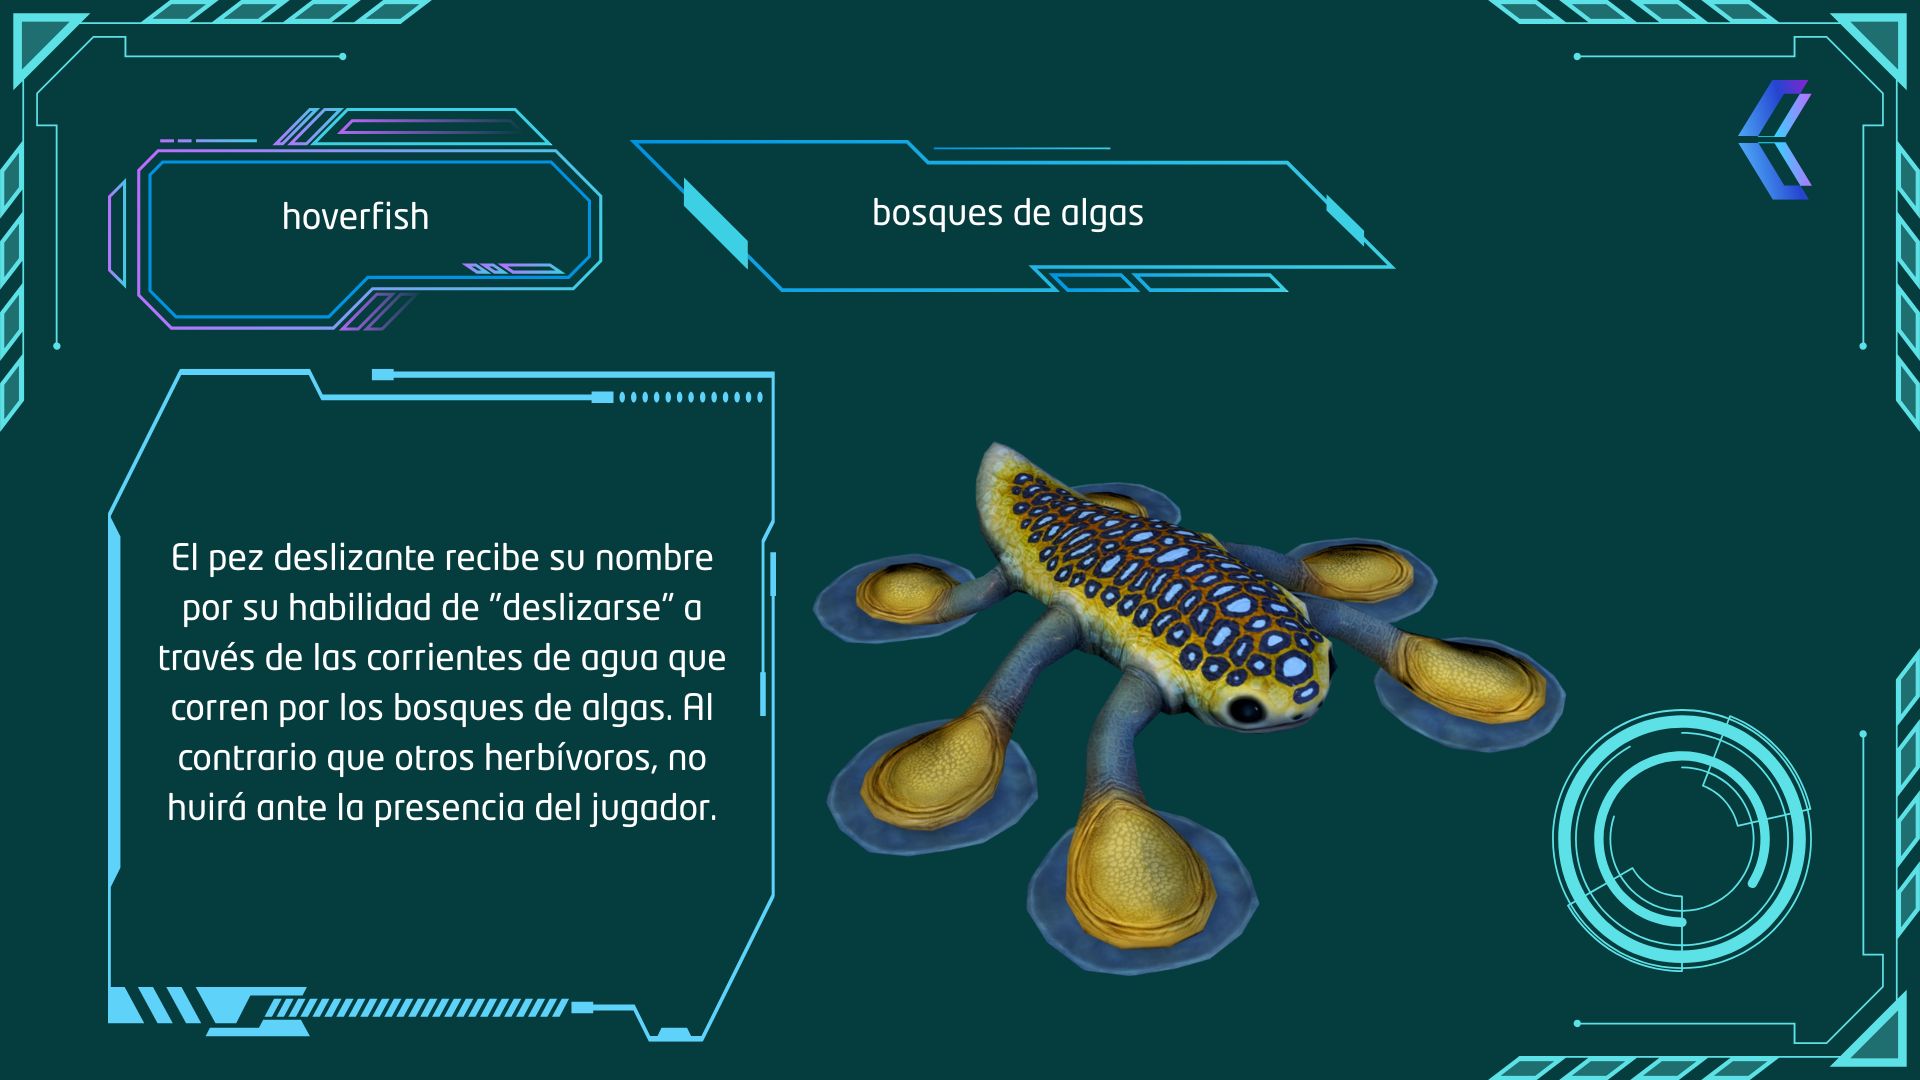 hoverfish
bosques de algas
El pez deslizante recibe su nombre
por su habilidad de "deslizarse" a
través de las corrientes de agua que
corren por los bosques de algas. Al
contrario que otros herbívoros, no
huirá ante la presencia del jugador.